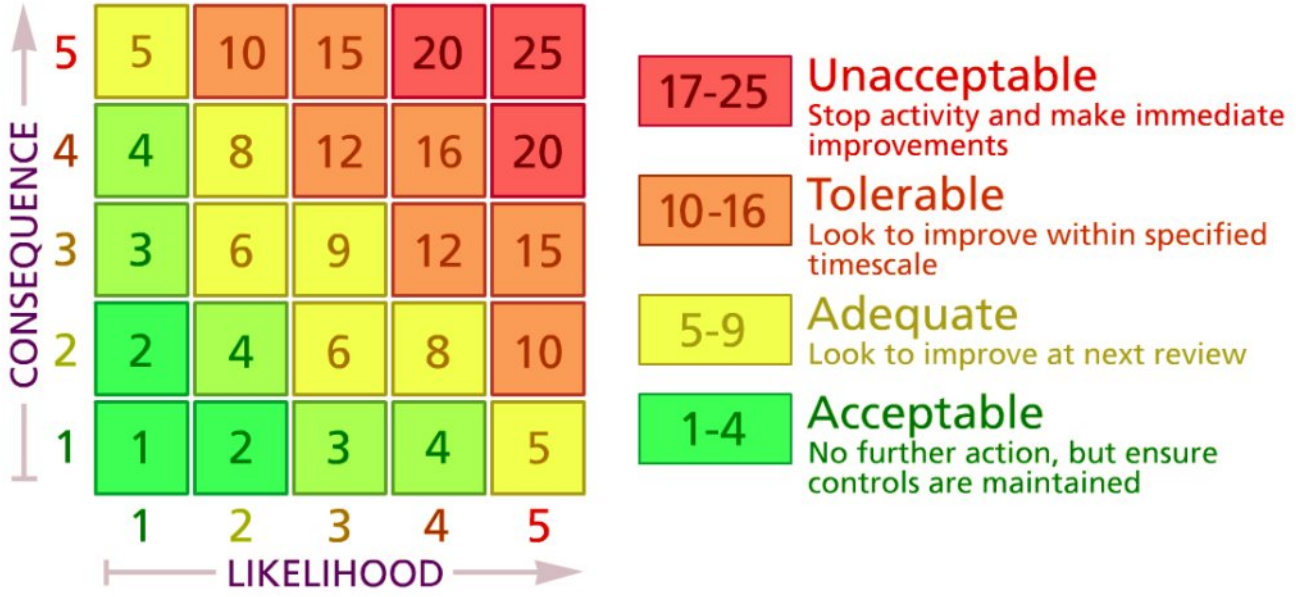 CONSEQUENCE
5 5 10 15 20 25
4 4 8 12 16 20
3 3 6 9 12 15
2 2 4 6 8 10
1 1 2 3 4 5
1 2 3 4 5
LIKELIHOOD
17-25
Unacceptable
Stop activity and make immediate
improvements
10-16
Tolerable
Look to improve within specified
timescale
5-9
Adequate
Look to improve at next review
1-4
Acceptable
No further action, but ensure
controls are maintained